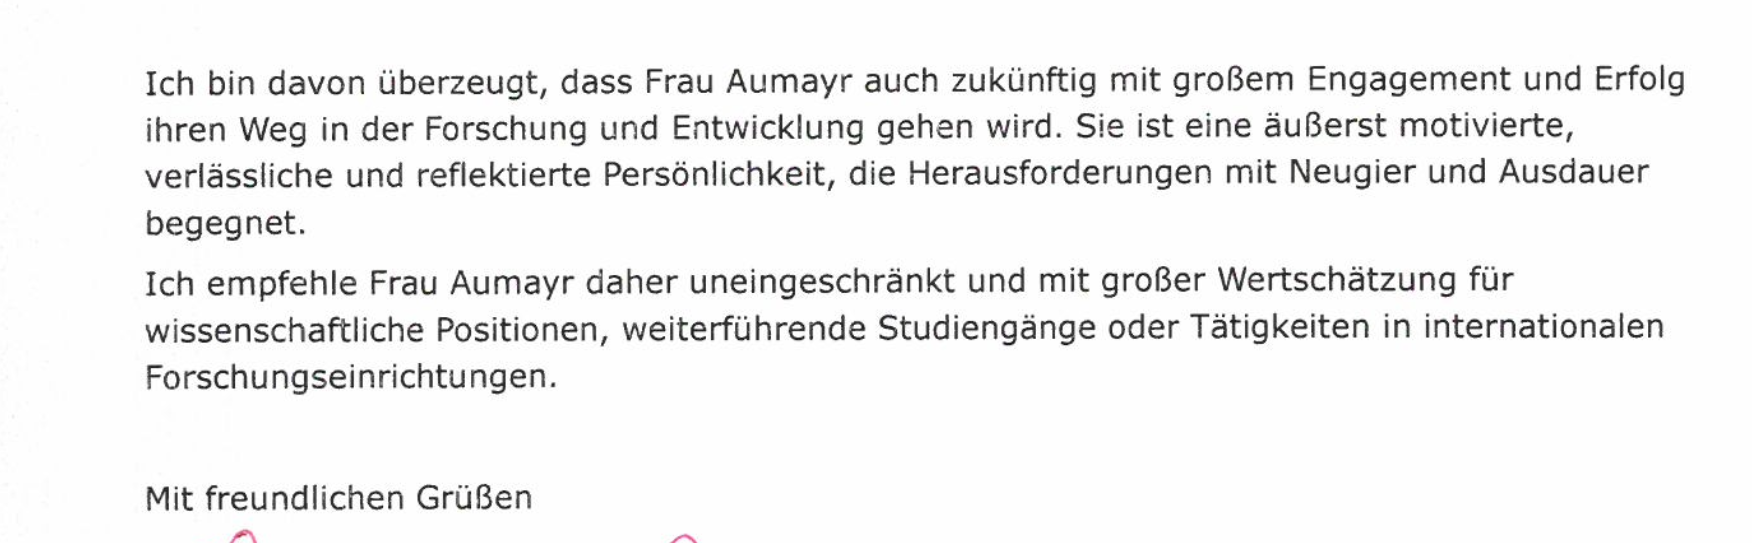 Ich bin davon überzeugt, dass Frau Aumayr auch zukünftig mit großem Engagement und Erfolg
ihren Weg in der Forschung und Entwicklung gehen wird. Sie ist eine äußerst motivierte,
verlässliche und reflektierte Persönlichkeit, die Herausforderungen mit Neugier und Ausdauer
begegnet.
Ich empfehle Frau Aumayr daher uneingeschränkt und mit großer Wertschätzung für
wissenschaftliche Positionen, weiterführende Studiengänge oder Tätigkeiten in internationalen
Forschungseinrichtungen.
Mit freundlichen Grüßen